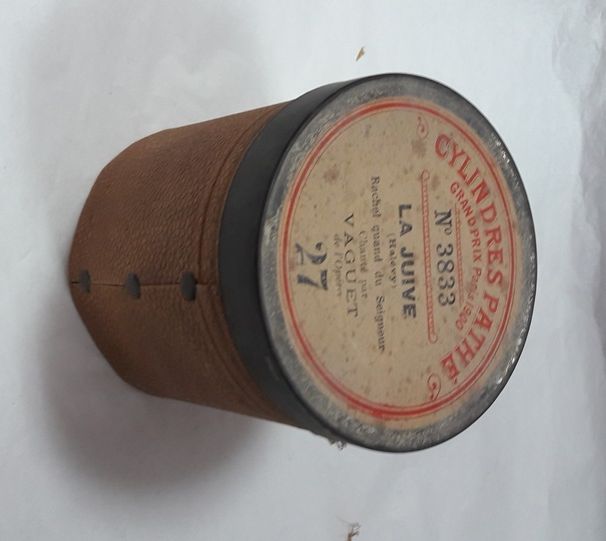 CYLINDRES PATHÉ
GRAND PRIX Paris 1900
No 3833
LA JUIVE
(Halévy)
Rachel quand du Seigneur
Chanté par
VAGUET
de l'Opéra
27